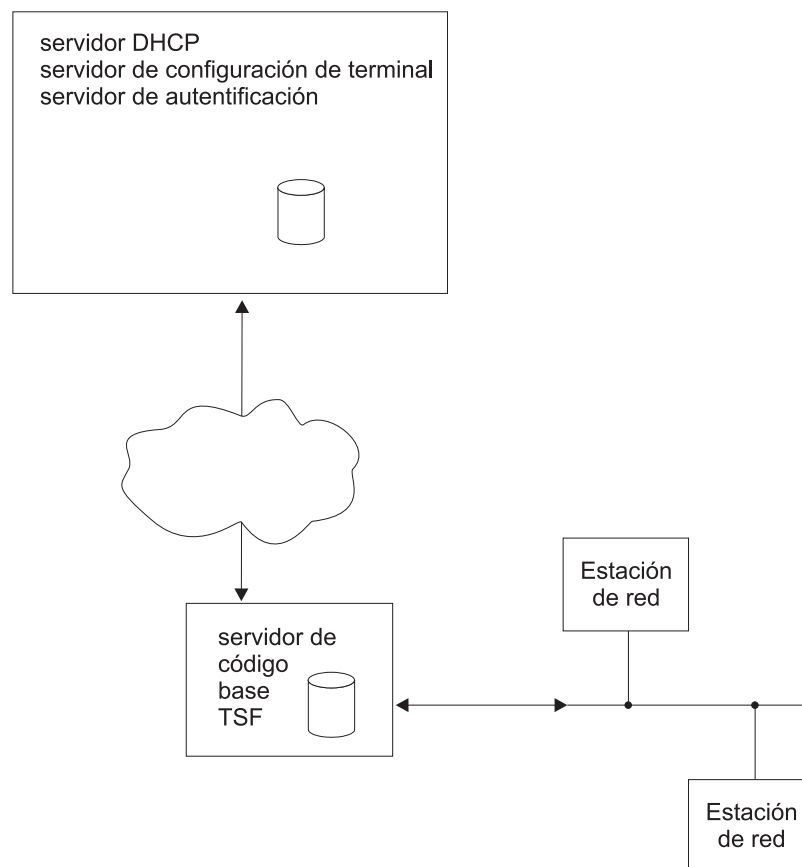 servidor DHCP
servidor de configuración de terminal
servidor de autentificación
Estación
de red
servidor de
código
base
TSF
Estación
de red